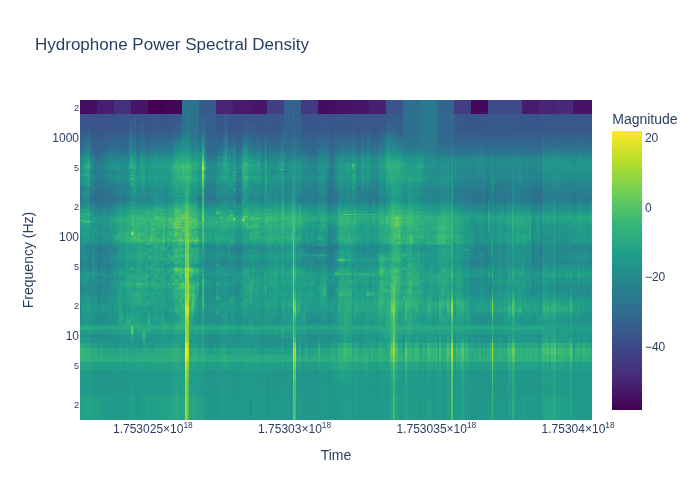 Hydrophone Power Spectral Density
Magnitude
20
0
−20
−40
2
1000
5
2
100
5
2
10
5
2
Frequency (Hz)
1.753025×10¹⁸ 1.75303×10¹⁸ 1.753035×10¹⁸ 1.75304×10¹⁸
Time